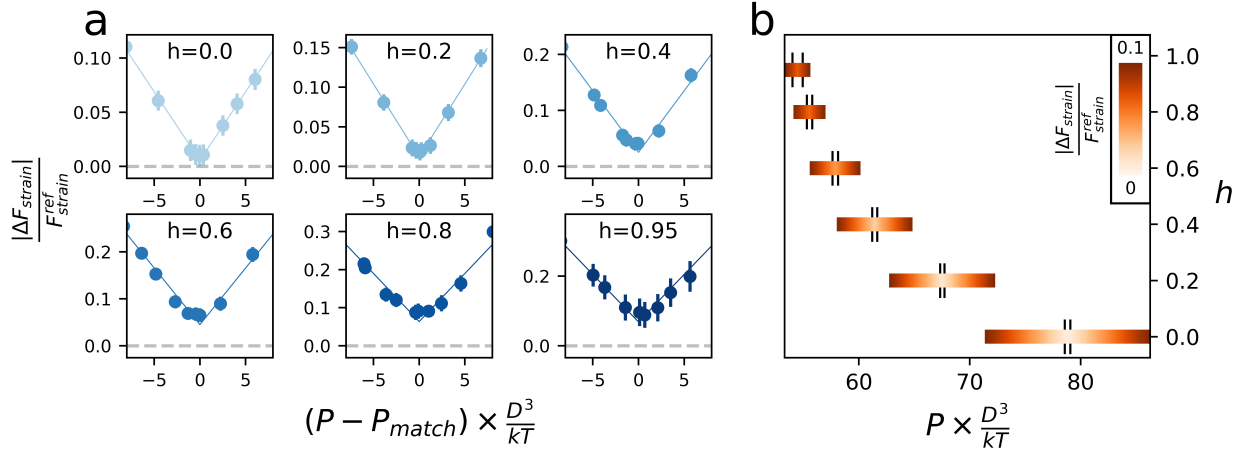 a
b
h=0.0
h=0.2
h=0.4
0.10
0.05
0.00
0.15
0.10
0.05
0.00
0.2
0.1
0.0
−5 0 5
−5 0 5
−5 0 5
|ΔF_strain|
F^ref_strain
h=0.6
h=0.8
h=0.95
0.2
0.1
0.0
0.3
0.2
0.1
0.0
0.2
0.0
−5 0 5
−5 0 5
−5 0 5
(P − P_match) × D³/kT
0.1
|ΔF_strain|
F^ref_strain
0
1.0
0.8
0.6
0.4
0.2
0.0
h
60 70 80
P × D³/kT